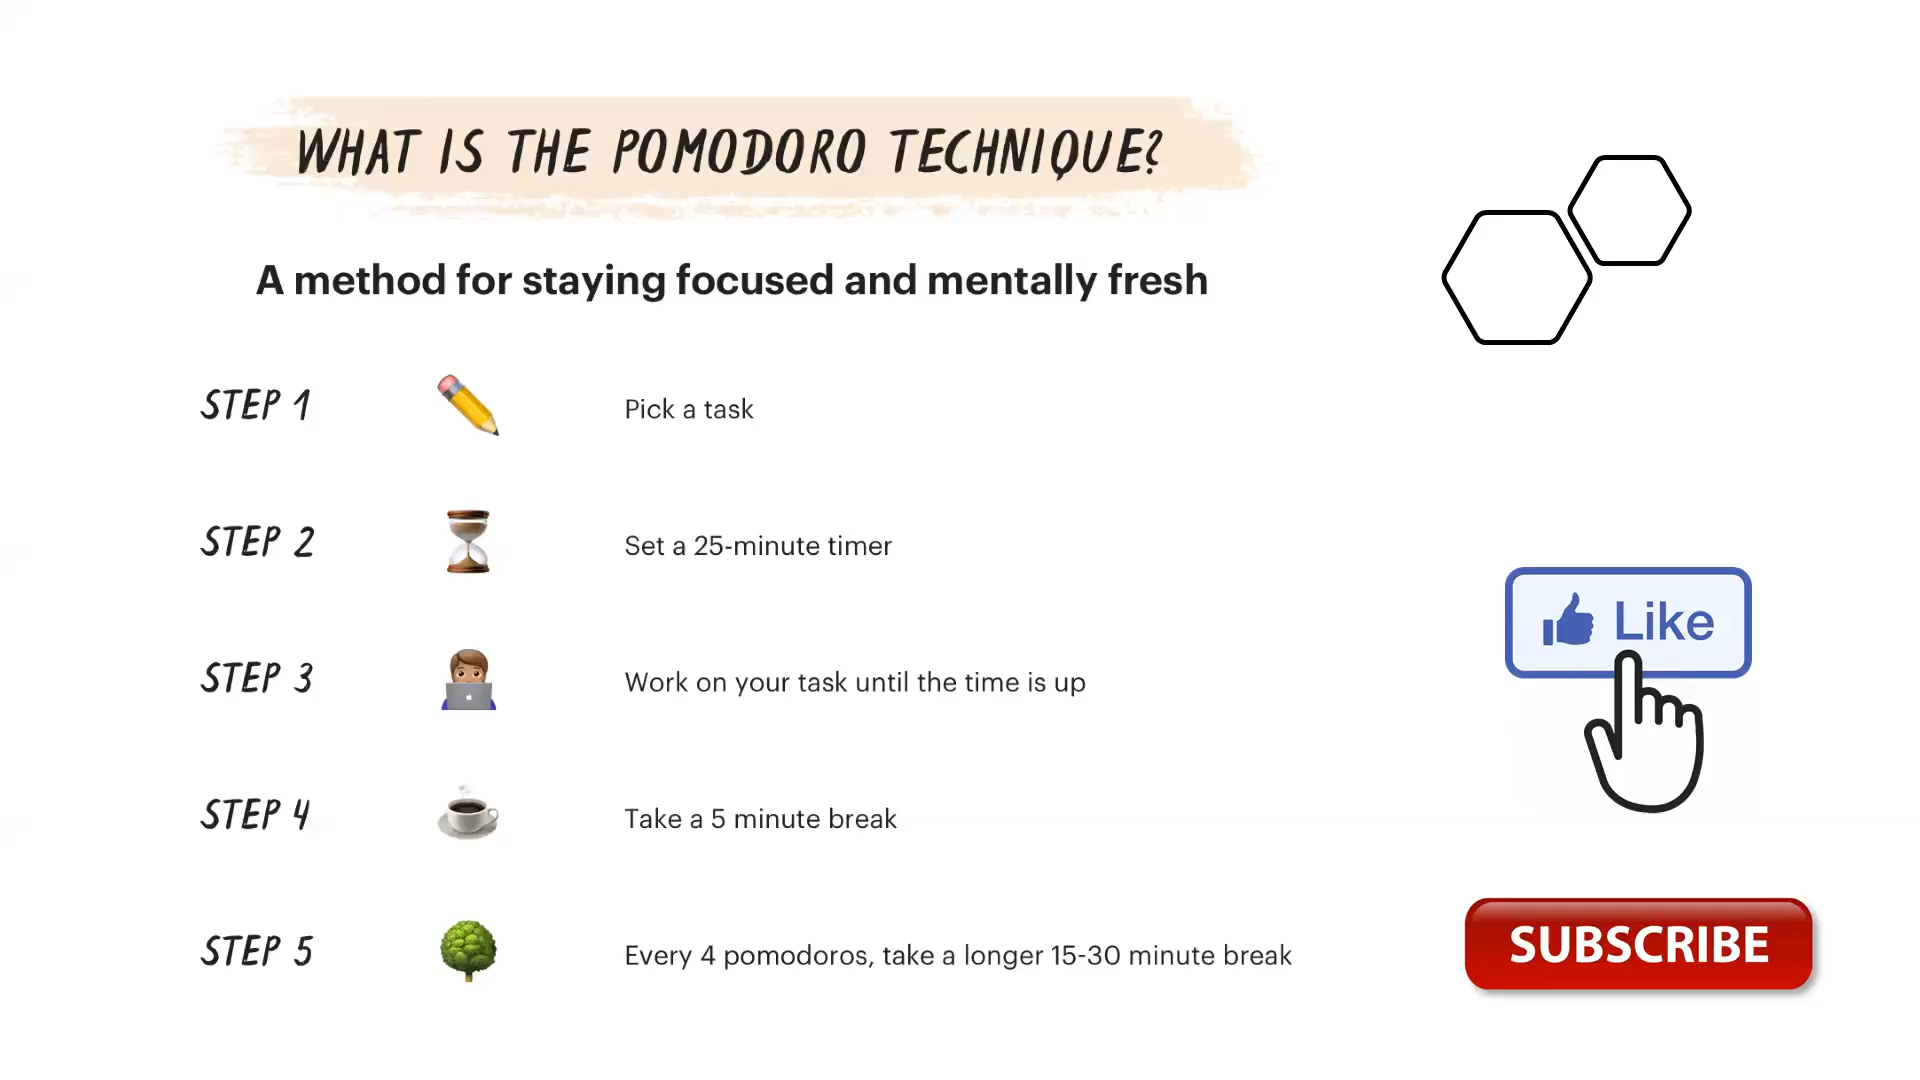 WHAT IS THE POMODORO TECHNIQUE?
A method for staying focused and mentally fresh
STEP 1 Pick a task
STEP 2 Set a 25-minute timer
STEP 3 Work on your task until the time is up
Like
STEP 4 Take a 5 minute break
STEP 5 Every 4 pomodoros, take a longer 15-30 minute break
SUBSCRIBE